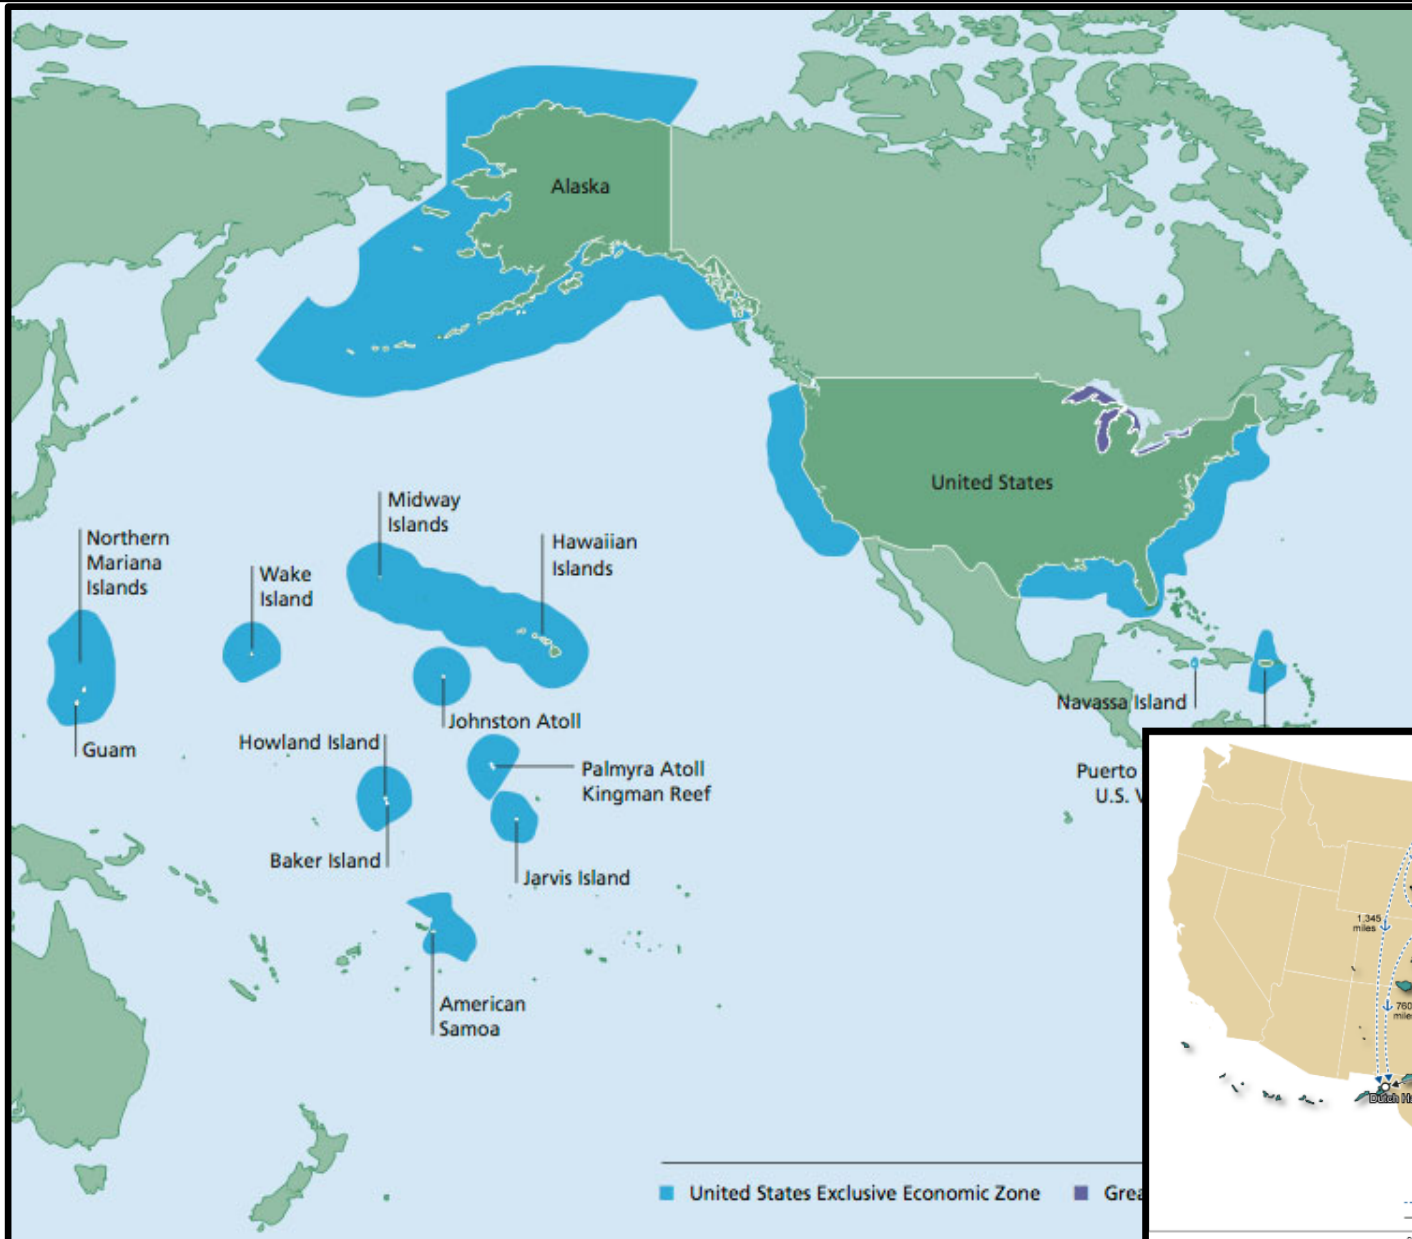 Alaska
United States
Midway
Islands
Hawaiian
Islands
Northern
Mariana
Islands
Wake
Island
Navassa Island
Johnston Atoll
Guam
Howland Island
Palmyra Atoll
Kingman Reef
Puerto
U.S.
Baker Island
Jarvis Island
American
Samoa
1,345
miles
760
Dutch
United States Exclusive Economic Zone